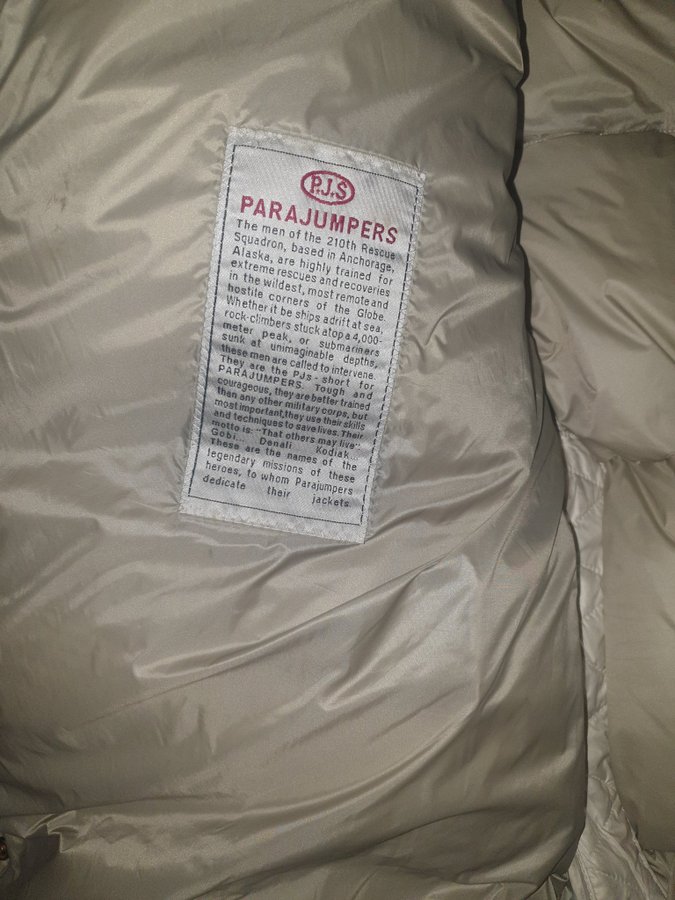 P.J.S
PARAJUMPERS
The men of the 210th Rescue
Squadron, based in Anchorage,
Alaska, are highly trained for
extreme rescues and recoveries
in the wildest, most remote and
hostile corners of the Globe.
Whether it be ships adrift at sea,
rock-climbers stuck atop a 4,000-
meter peak, or submariners
sunk at unimaginable depths,
these men are called to intervene.
They are the PJs - short for
PARAJUMPERS. Tough and
courageous, they are better trained
than any other military corps, but
most important, they use their skills
and techniques to save lives. Their
motto is: "That others may live"
Gobi... Denali Kodiak...
These are the names of the
legendary missions of these
heroes, to whom Parajumpers
dedicate their jackets.